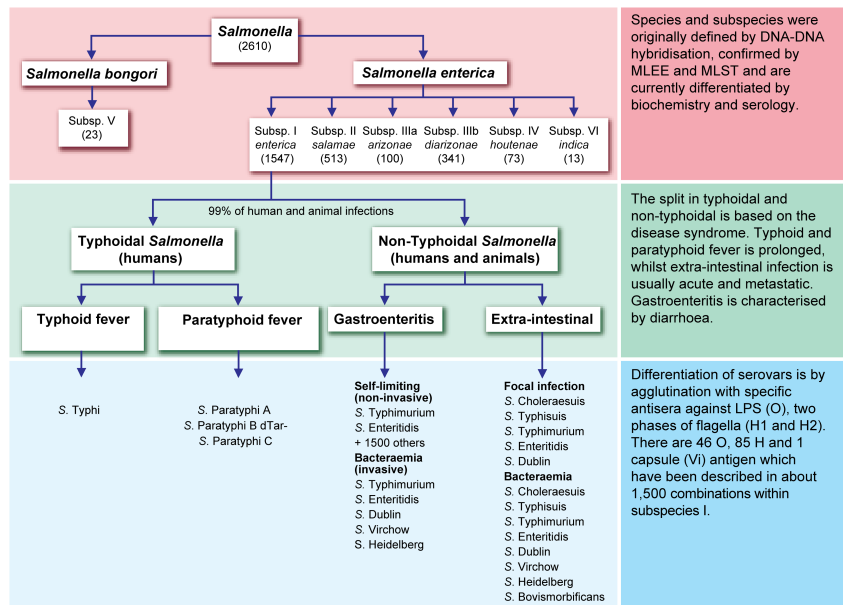 Salmonella
(2610)
Salmonella bongori
Salmonella enterica
Subsp. V
(23)
Subsp. I
enterica
(1547)
Subsp. II
salamae
(513)
Subsp. IIIa
arizonae
(100)
Subsp. IIIb
diarizonae
(341)
Subsp. IV
houtenae
(73)
Subsp. VI
indica
(13)
Species and subspecies were
originally defined by DNA-DNA
hybridisation, confirmed by
MLEE and MLST and are
currently differentiated by
biochemistry and serology.
99% of human and animal infections
Typhoidal Salmonella
(humans)
Non-Typhoidal Salmonella
(humans and animals)
Typhoid fever
Paratyphoid fever
Gastroenteritis
Extra-intestinal
The split in typhoidal and
non-typhoidal is based on the
disease syndrome. Typhoid and
paratyphoid fever is prolonged,
whilst extra-intestinal infection is
usually acute and metastatic.
Gastroenteritis is characterised
by diarrhoea.
S. Typhi
S. Paratyphi A
S. Paratyphi B dTar-
S. Paratyphi C
Self-limiting
(non-invasive)
S. Typhimurium
S. Enteritidis
+ 1500 others
Bacteraemia
(invasive)
S. Typhimurium
S. Enteritidis
S. Dublin
S. Virchow
S. Heidelberg
Focal infection
S. Choleraesuis
S. Typhisuis
S. Typhimurium
S. Enteritidis
S. Dublin
Bacteraemia
S. Choleraesuis
S. Typhisuis
S. Typhimurium
S. Enteritidis
S. Dublin
S. Virchow
S. Heidelberg
S. Bovismorbificans
Differentiation of serovars is by
agglutination with specific
antisera against LPS (O), two
phases of flagella (H1 and H2).
There are 46 O, 85 H and 1
capsule (Vi) antigen which
have been described in about
1,500 combinations within
subspecies I.